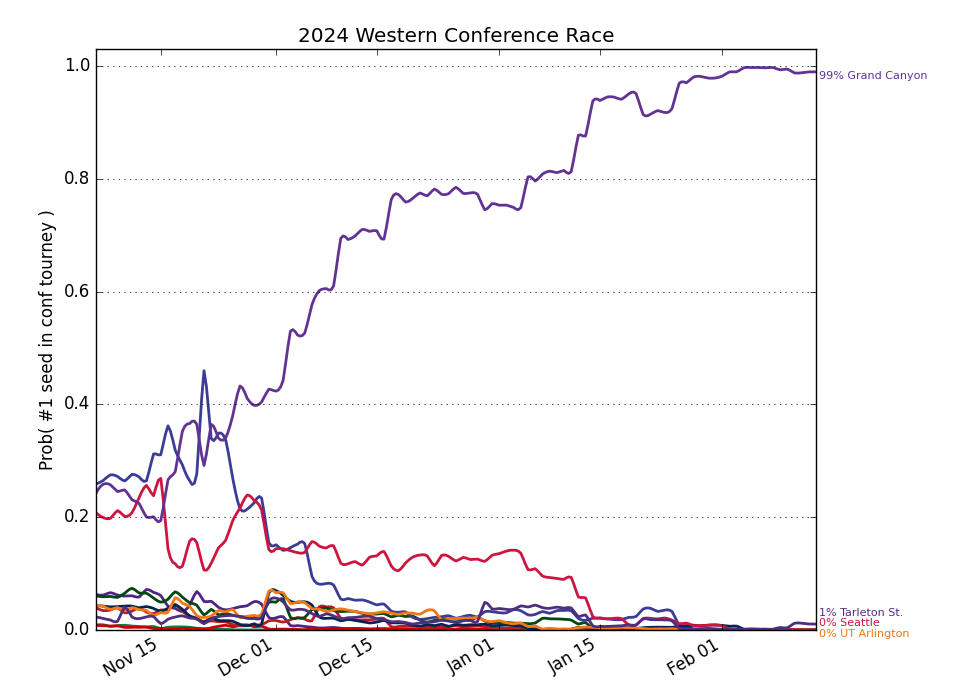 2024 Western Conference Race
Prob( #1 seed in conf tourney )
1.0
0.8
0.6
0.4
0.2
0.0
Nov 15
Dec 01
Dec 15
Jan 01
Jan 15
Feb 01
99% Grand Canyon
1% Tarleton St.
0% Seattle
0% UT Arlington